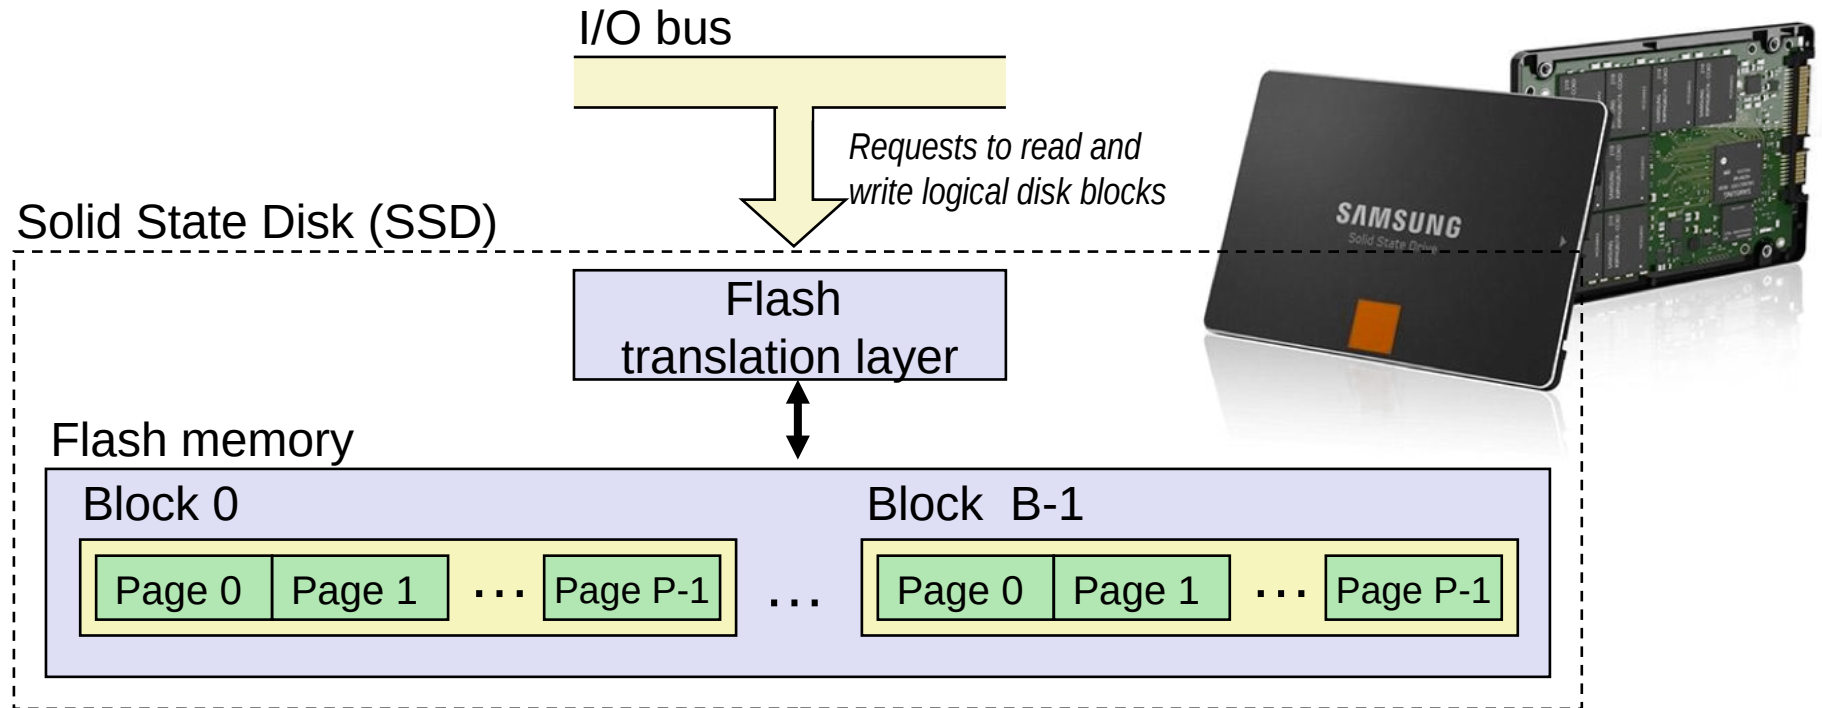 I/O bus
Requests to read and
write logical disk blocks
Solid State Disk (SSD)
SAMSUNG
Solid State Drive
Flash
translation layer
Flash memory
Block 0
Block B-1
Page 0 Page 1 ... Page P-1 ... Page 0 Page 1 ... Page P-1